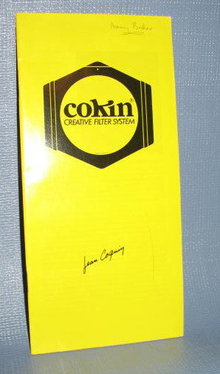 cokin
CREATIVE FILTER SYSTEM
Jean Coquin